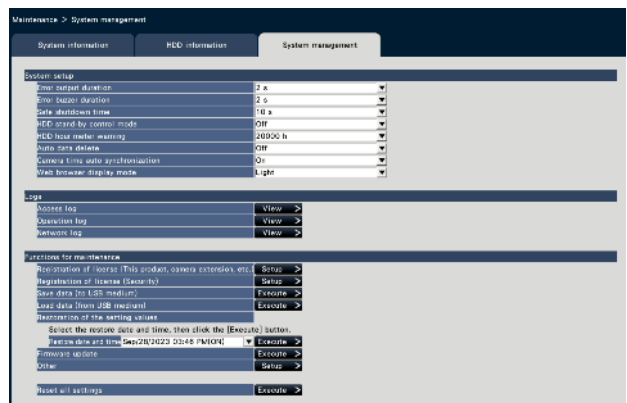 Maintenance > System management
System information HDD information System management
System setup
Error output duration 2 s
Error buzzer duration 2 s
Safe shutdown time 10 s
HDD stand-by control mode Off
HDD hour meter warning 20000 h
Auto data delete Off
Camera time auto synchronization On
Web browser display mode Light
Logs
Access log View >
Operation log View >
Network log View >
Functions for maintenance
Registration of license (This product, camera extension, etc.) Setup >
Registration of license (Security) Setup >
Save data (to USB medium) Execute >
Load data (from USB medium) Execute >
Restoration of the setting values
Select the restore date and time, then click the [Execute] button.
Restore date and time Sep/28/2023 03:46 PM(ON) Execute >
Firmware update Execute >
Other Setup >
Reset all settings Execute >